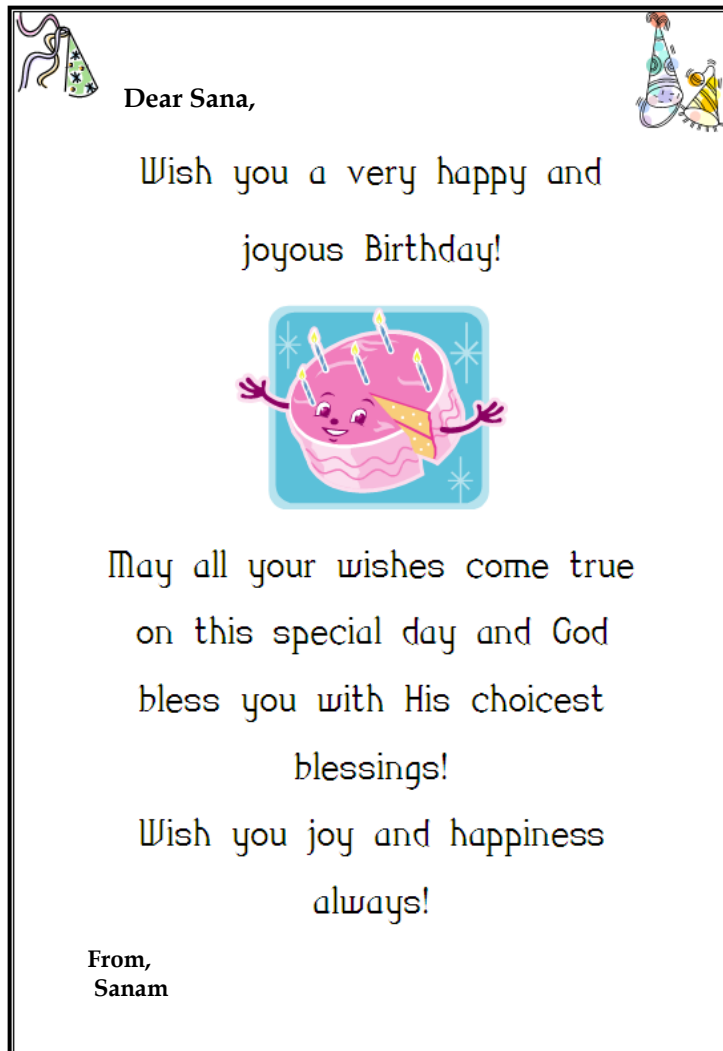 Dear Sana,
Wish you a very happy and
joyous Birthday!
May all your wishes come true
on this special day and God
bless you with His choicest
blessings!
Wish you joy and happiness
always!
From,
Sanam